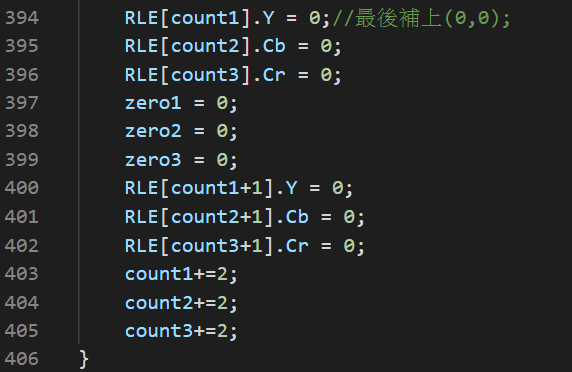 394 RLE[count1].Y = 0;//最後補上(0,0);
395 RLE[count2].Cb = 0;
396 RLE[count3].Cr = 0;
397 zero1 = 0;
398 zero2 = 0;
399 zero3 = 0;
400 RLE[count1+1].Y = 0;
401 RLE[count2+1].Cb = 0;
402 RLE[count3+1].Cr = 0;
403 count1+=2;
404 count2+=2;
405 count3+=2;
406 }